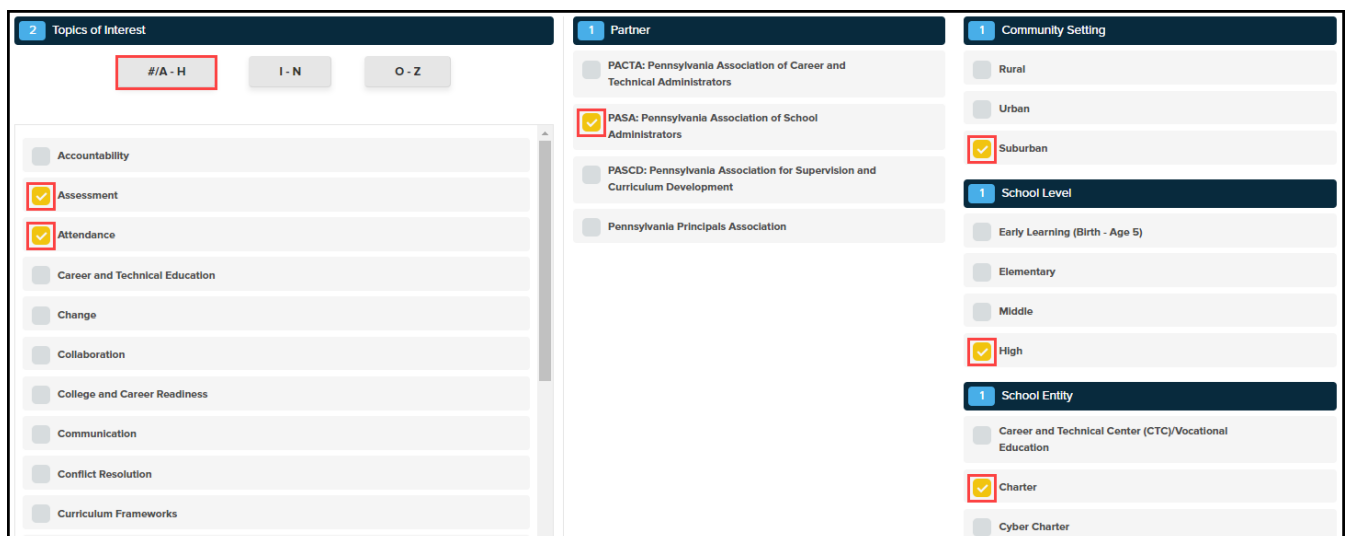 2 Topics of Interest
#/A - H
I - N
O - Z
Accountability
Assessment
Attendance
Career and Technical Education
Change
Collaboration
College and Career Readiness
Communication
Conflict Resolution
Curriculum Frameworks
1 Partner
PACTA: Pennsylvania Association of Career and
Technical Administrators
PASA: Pennsylvania Association of School
Administrators
PASCD: Pennsylvania Association for Supervision and
Curriculum Development
Pennsylvania Principals Association
1 Community Setting
Rural
Urban
Suburban
1 School Level
Early Learning (Birth - Age 5)
Elementary
Middle
High
1 School Entity
Career and Technical Center (CTC)/Vocational
Education
Charter
Cyber Charter